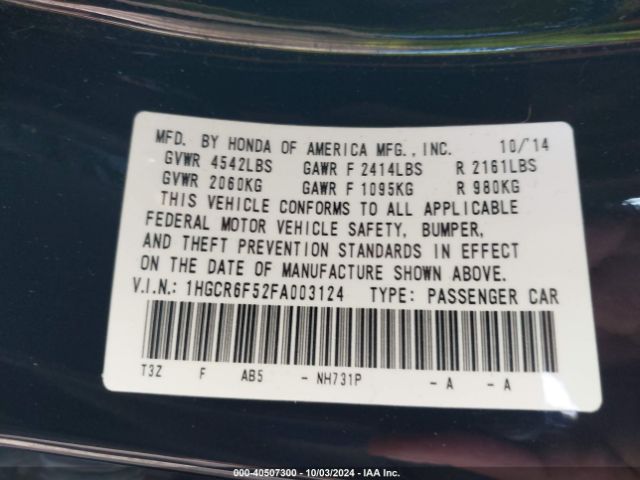 MFD. BY HONDA OF AMERICA MFG., INC. 10/'14
GVWR 4542LBS GAWR F 2414LBS R 2161LBS
GVWR 2060KG GAWR F 1095KG R 980KG
THIS VEHICLE CONFORMS TO ALL APPLICABLE
FEDERAL MOTOR VEHICLE SAFETY, BUMPER,
AND THEFT PREVENTION STANDARDS IN EFFECT
ON THE DATE OF MANUFACTURE SHOWN ABOVE.
V.I.N.: 1HGCR6F52FA003124 TYPE: PASSENGER CAR
T3Z F AB5 - NH731P - A - A
000-40507300 - 10/03/2024 - IAA Inc.